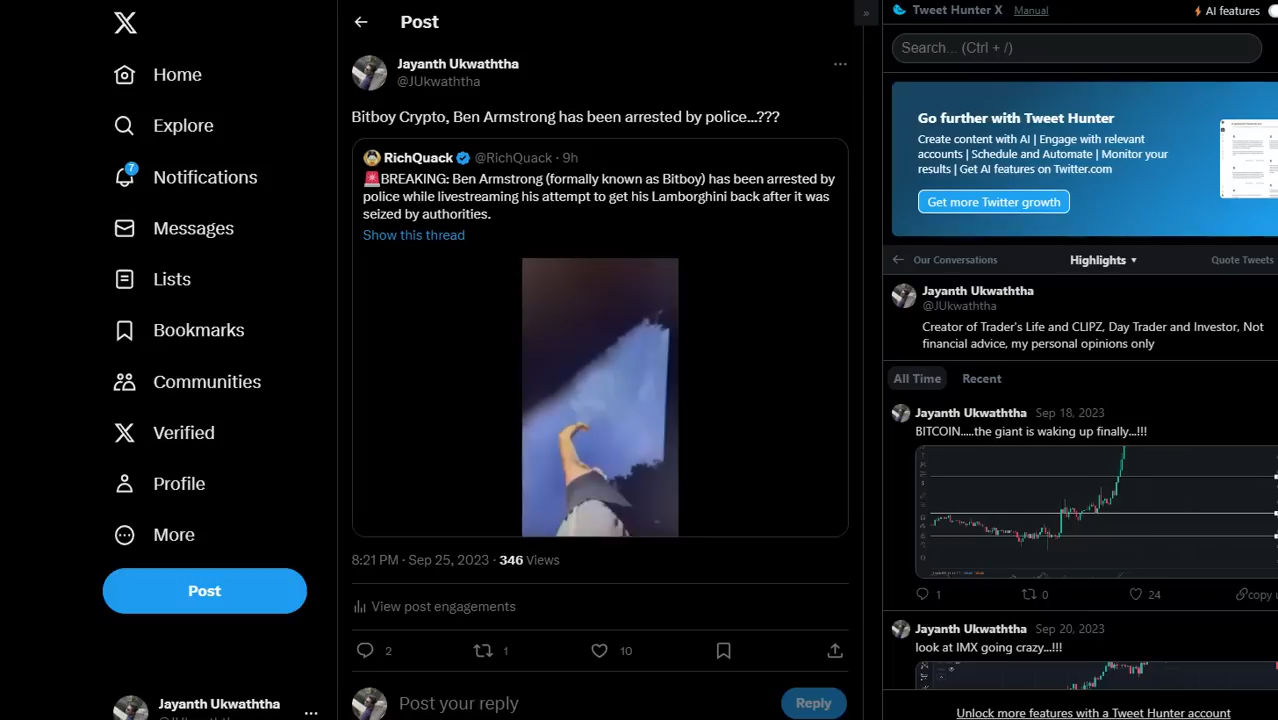 Home
Explore
7
Notifications
Messages
Lists
Bookmarks
Communities
Verified
Profile
More
Post
Jayanth Ukwaththa
Post
Jayanth Ukwaththa
@JUkwaththa
Bitboy Crypto, Ben Armstrong has been arrested by police...???
RichQuack @RichQuack · 9h
🚨BREAKING: Ben Armstrong (formally known as Bitboy) has been arrested by
police while livestreaming his attempt to get his Lamborghini back after it was
seized by authorities.
Show this thread
8:21 PM · Sep 25, 2023 · 346 Views
View post engagements
2 1 10
Post your reply
Reply
»
Tweet Hunter X Manual
AI features
Search... (Ctrl + /)
Go further with Tweet Hunter
Create content with AI | Engage with relevant
accounts | Schedule and Automate | Monitor your
results | Get AI features on Twitter.com
Get more Twitter growth
Our Conversations Highlights ▾ Quote Tweets
Jayanth Ukwaththa
@JUkwaththa
Creator of Trader's Life and CLIPZ, Day Trader and Investor, Not
financial advice, my personal opinions only
All Time Recent
Jayanth Ukwaththa Sep 18, 2023
BITCOIN.....the giant is waking up finally...!!!
1 0 24 copy
Jayanth Ukwaththa Sep 20, 2023
look at IMX going crazy...!!!
Unlock more features with a Tweet Hunter account